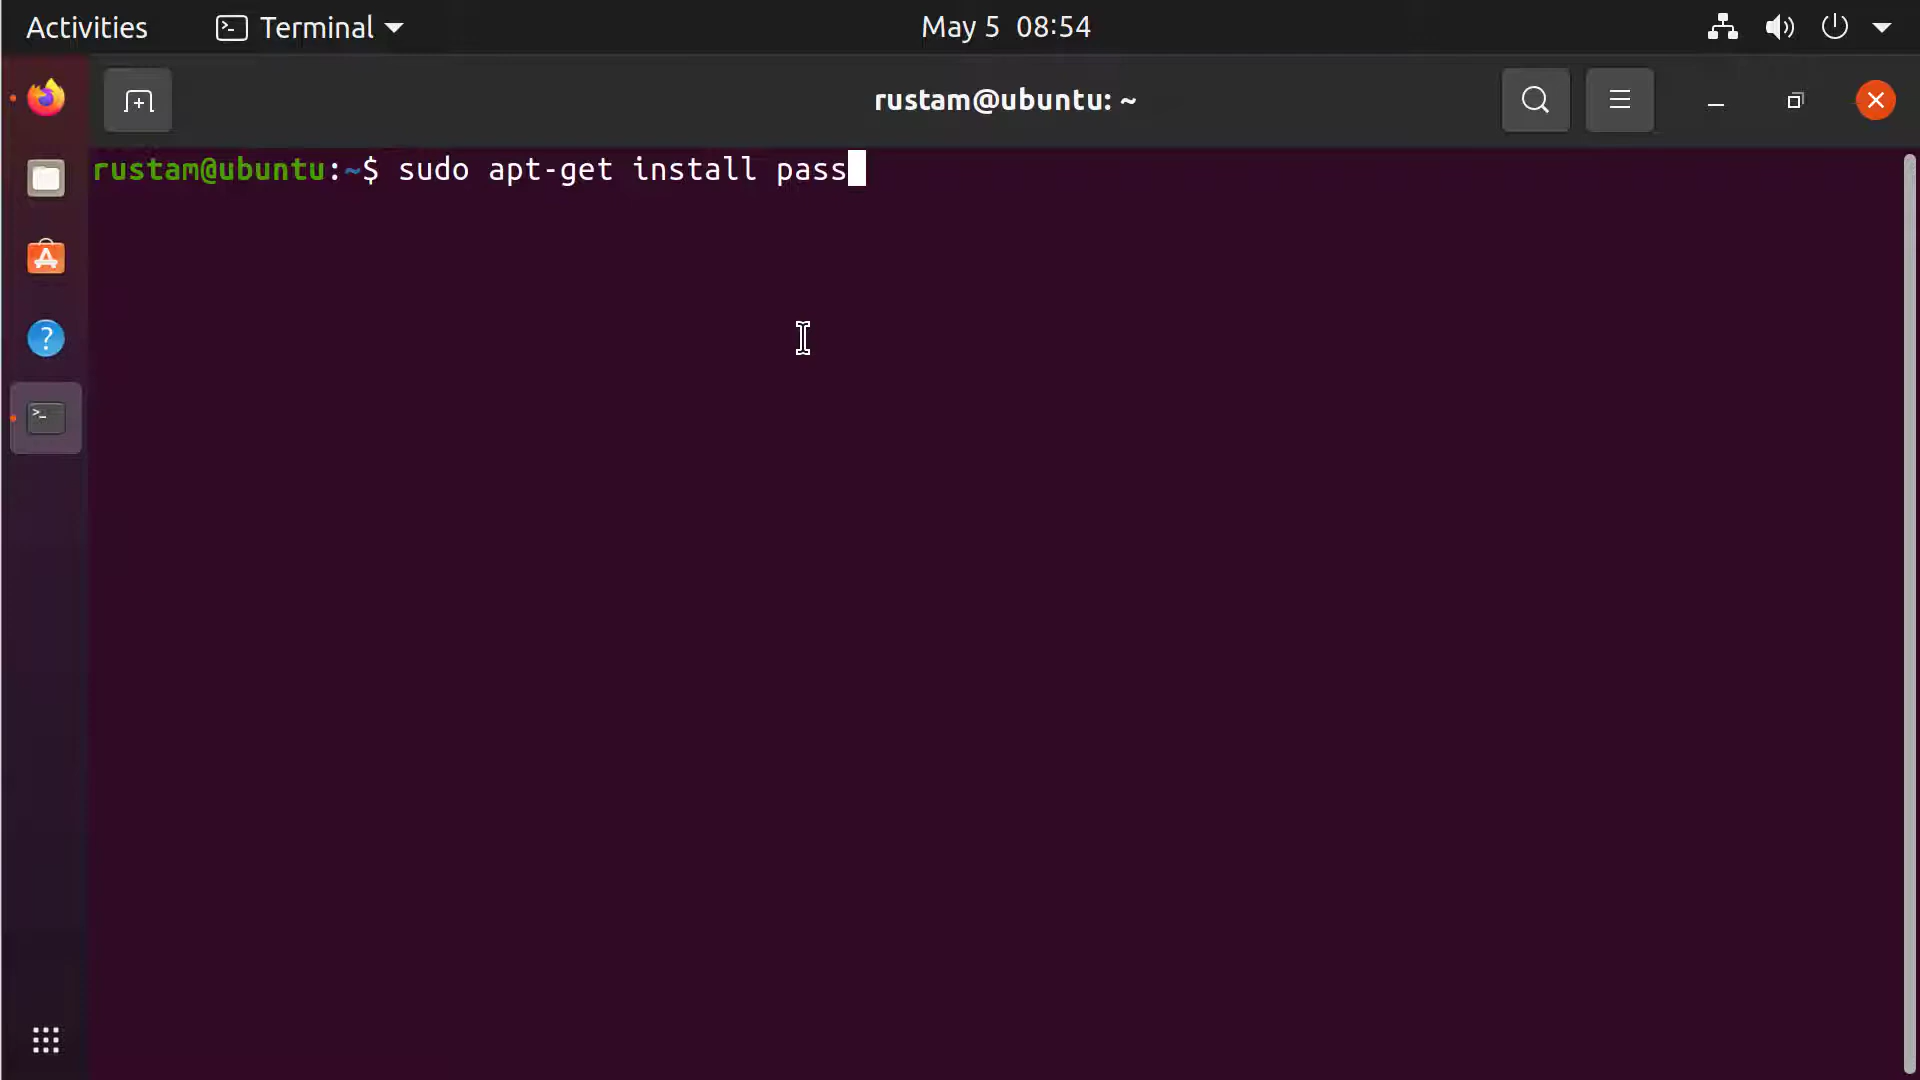 Activities Terminal May 5 08:54
rustam@ubuntu: ~
rustam@ubuntu:~$ sudo apt-get install pass